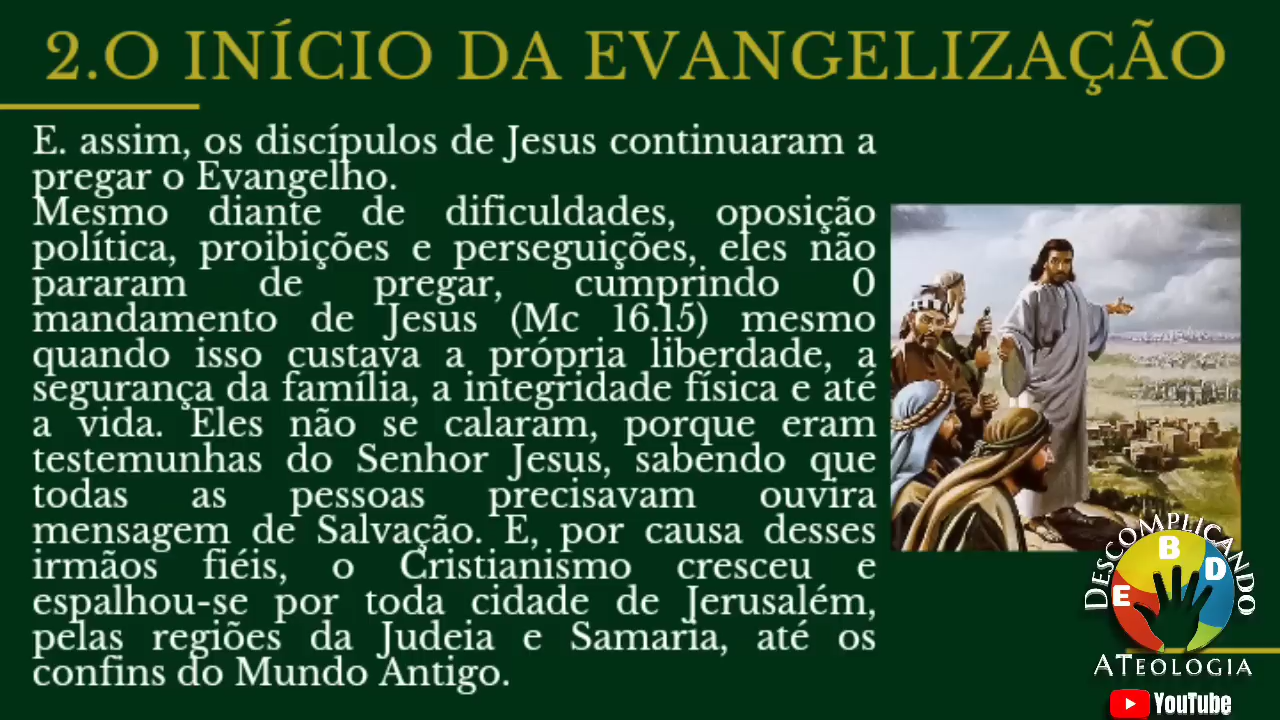 2.O INÍCIO DA EVANGELIZAÇÃO
E. assim, os discípulos de Jesus continuaram a
pregar o Evangelho.
Mesmo diante de dificuldades, oposição
política, proibições e perseguições, eles não
pararam de pregar, cumprindo 0
mandamento de Jesus (Mc 16.15) mesmo
quando isso custava a própria liberdade, a
segurança da família, a integridade física e até
a vida. Eles não se calaram, porque eram
testemunhas do Senhor Jesus, sabendo que
todas as pessoas precisavam ouvira
mensagem de Salvação. E, por causa desses
irmãos fiéis, o Cristianismo cresceu e
espalhou-se por toda cidade de Jerusalém,
pelas regiões da Judeia e Samaria, até os
confins do Mundo Antigo.
DESCOMPLICANDO
E B D
ATEOLOGIA
YouTube